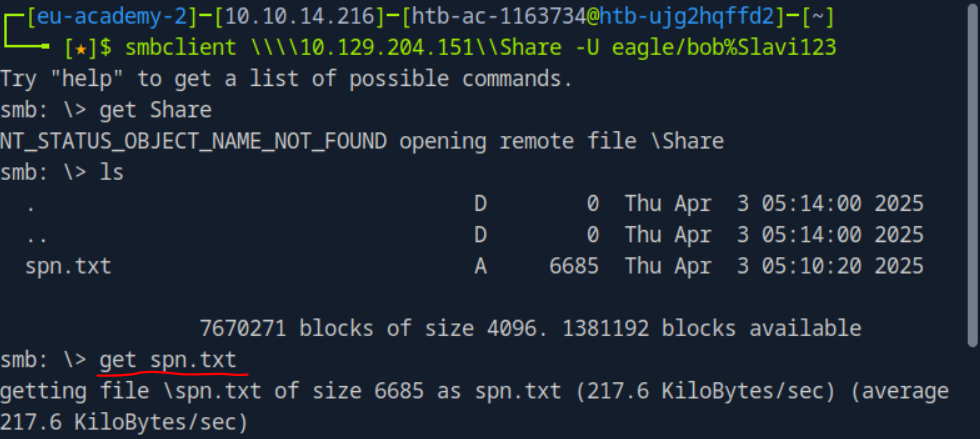 [eu-academy-2]─[10.10.14.216]─[htb-ac-1163734@htb-ujg2hqffd2]─[~]
[★]$ smbclient \\\\10.129.204.151\\Share -U eagle/bob%Slavi123
Try "help" to get a list of possible commands.
smb: \> get Share
NT_STATUS_OBJECT_NAME_NOT_FOUND opening remote file \Share
smb: \> ls
. D 0 Thu Apr 3 05:14:00 2025
.. D 0 Thu Apr 3 05:14:00 2025
spn.txt A 6685 Thu Apr 3 05:10:20 2025
7670271 blocks of size 4096. 1381192 blocks available
smb: \> get spn.txt
getting file \spn.txt of size 6685 as spn.txt (217.6 KiloBytes/sec) (average
217.6 KiloBytes/sec)